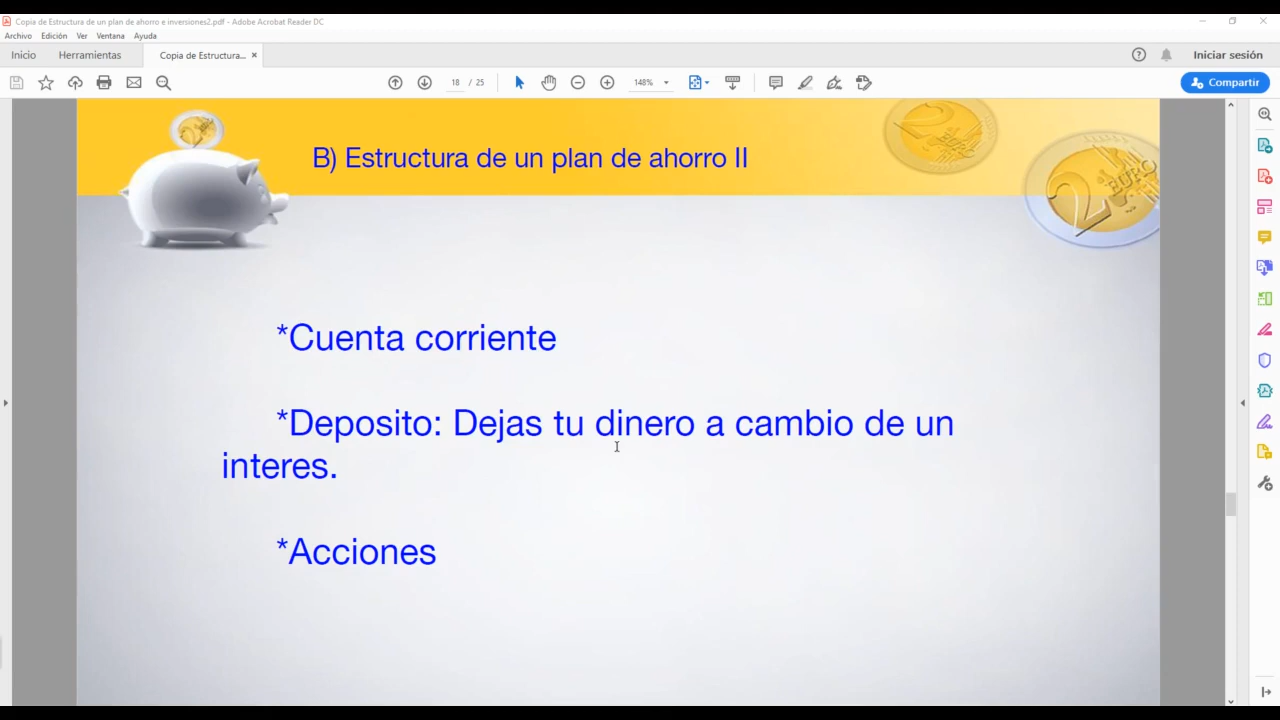 Copia de Estructura de un plan de ahorro e inversiones2.pdf - Adobe Acrobat Reader DC
Archivo Edición Ver Ventana Ayuda
Inicio Herramientas Copia de Estructura... × Iniciar sesión
18 / 25 148% Compartir
B) Estructura de un plan de ahorro II
2 EURO
*Cuenta corriente
*Deposito: Dejas tu dinero a cambio de un
interes.
*Acciones